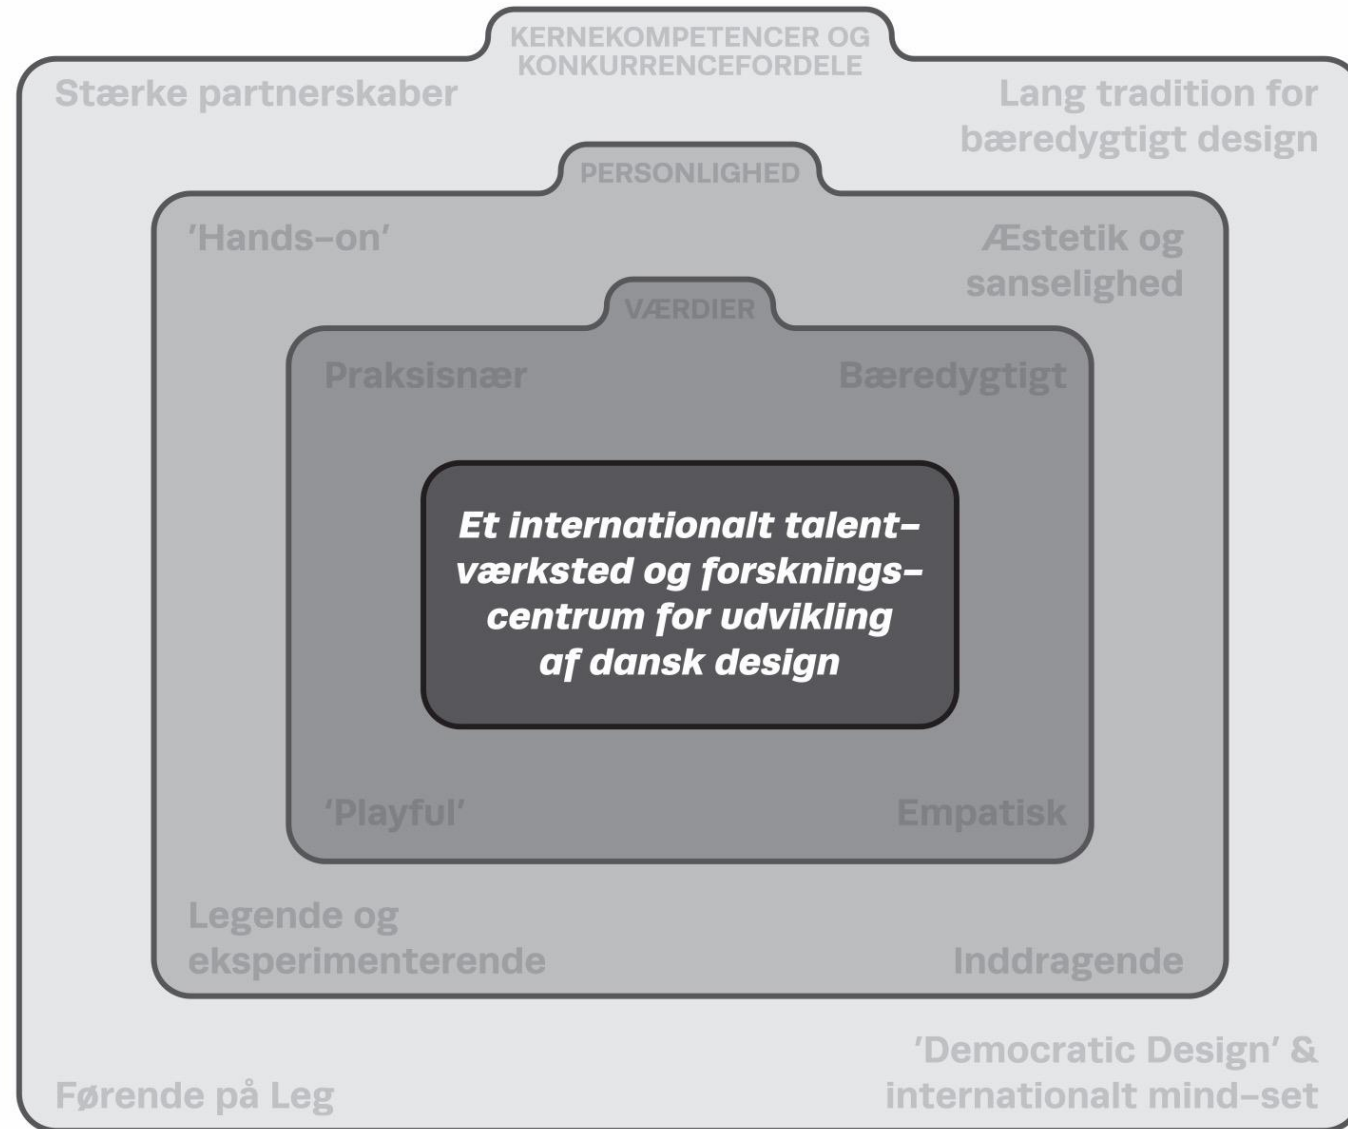 KERNEKOMPETENCER OG
KONKURRENCEFORDELE
Stærke partnerskaber
Lang tradition for
bæredygtigt design
PERSONLIGHED
'Hands-on'
Æstetik og
sanselighed
VÆRDIER
Praksisnær
Bæredygtigt
Et internationalt talent-
værksted og forsknings-
centrum for udvikling
af dansk design
'Playful'
Empatisk
Legende og
eksperimenterende
Inddragende
Førende på Leg
'Democratic Design' &
internationalt mind-set